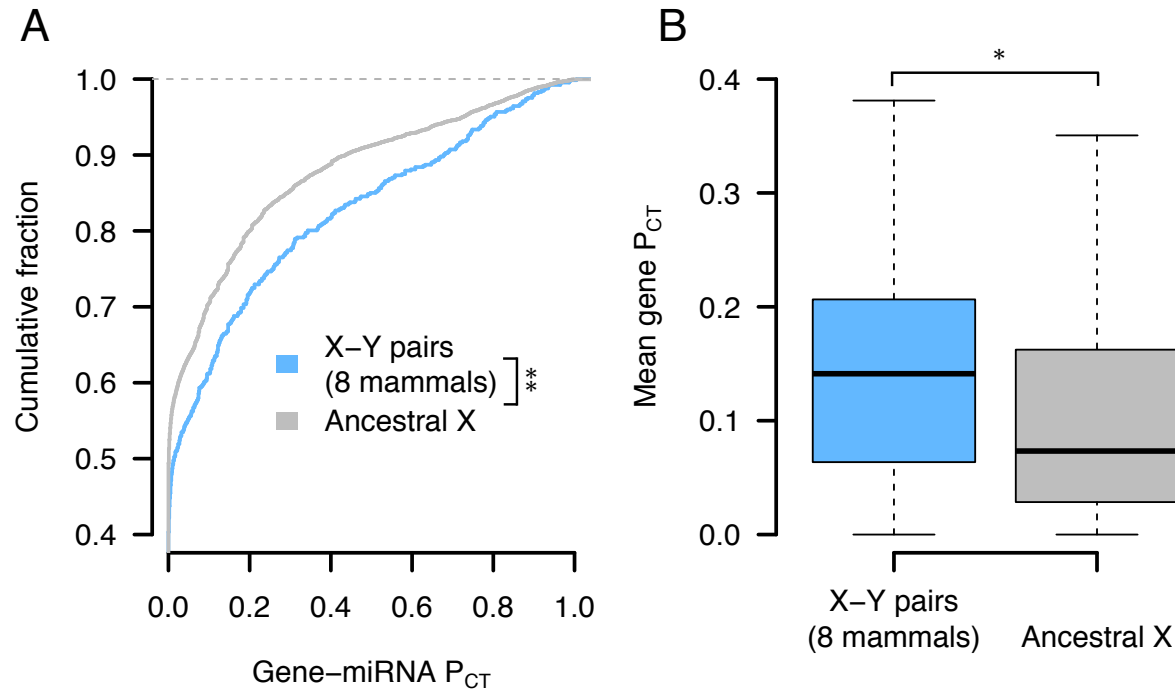 A
1.0
0.9
0.8
0.7
0.6
0.5
0.4
Cumulative fraction
X−Y pairs
(8 mammals)
Ancestral X
**
0.0 0.2 0.4 0.6 0.8 1.0
Gene−miRNA PCT
B
*
0.4
0.3
0.2
0.1
0.0
Mean gene PCT
X−Y pairs
(8 mammals)
Ancestral X